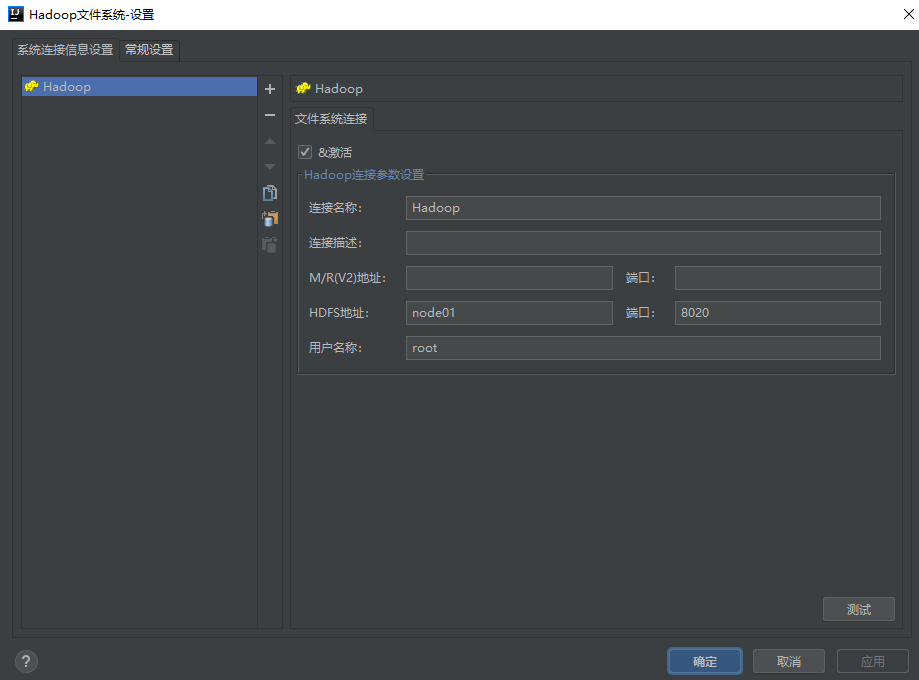 Hadoop文件系统-设置
系统连接信息设置 常规设置
Hadoop
Hadoop
文件系统连接
&激活
Hadoop连接参数设置
连接名称: Hadoop
连接描述:
M/R(V2)地址: 端口:
HDFS地址: node01 端口: 8020
用户名称: root
测试
? 确定 取消 应用